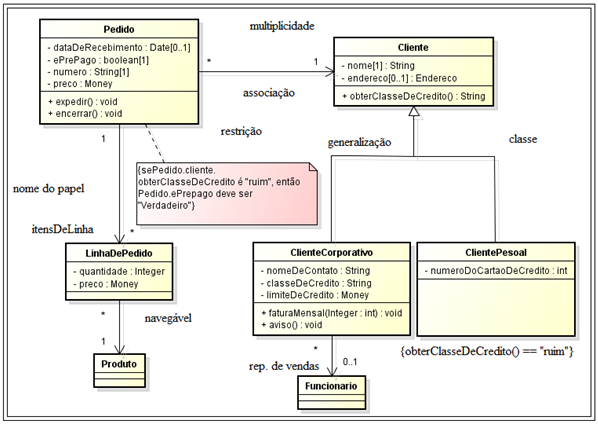 multiplicidade
Pedido
- dataDeRecebimento : Date[0..1]
- ePrePago : boolean[1]
- numero : String[1]
- preco : Money
+ expedir() : void
+ encerrar() : void
*
1
associação
Cliente
- nome[1] : String
- endereco[0..1] : Endereco
+ obterClasseDeCredito() : String
restrição
generalização
classe
1
{sePedido.cliente.
obterClasseDeCredito é "ruim", então
Pedido.ePrepago deve ser
"Verdadeiro"}
nome do papel
itensDeLinha
*
LinhaDePedido
- quantidade : Integer
- preco : Money
ClienteCorporativo
- nomeDeContato : String
- classeDeCredito : String
- limiteDeCredito : Money
+ faturaMensal(Integer : int) : void
+ aviso() : void
ClientePesoal
- numeroDoCartaoDeCredito : int
*
navegável
1
Produto
{obterClasseDeCredito() == "ruim"}
*
rep. de vendas
0..1
Funcionario